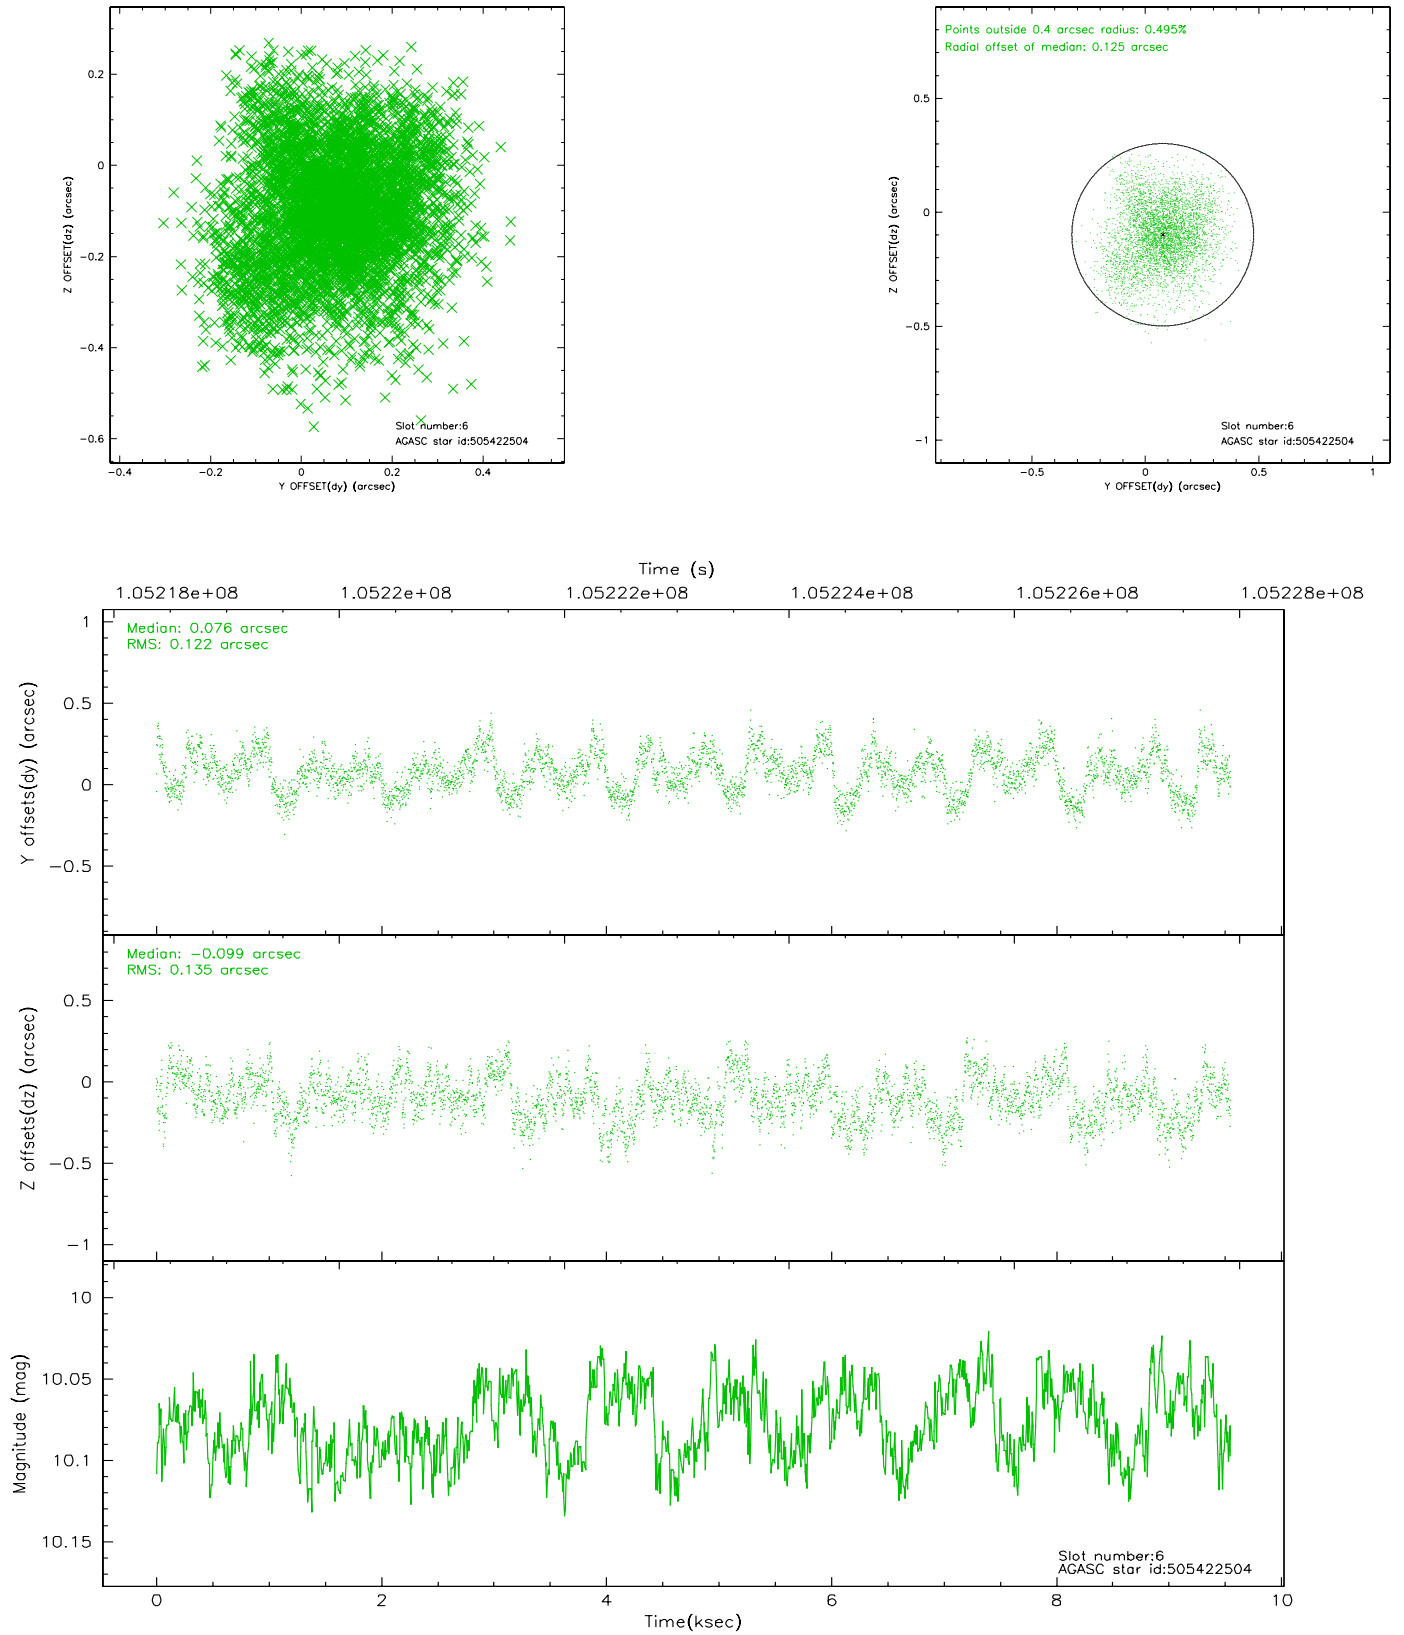 0.2
0
-0.2
-0.4
-0.6
Z OFFSET(dz) (arcsec)
Slot number:6
AGASC star id:505422504
-0.4
-0.2
0
0.2
0.4
Y OFFSET(dy) (arcsec)
Points outside 0.4 arcsec radius: 0.495%
Radial offset of median: 0.125 arcsec
0.5
0
-0.5
-1
Z OFFSET(dz) (arcsec)
Slot number:6
AGASC star id:505422504
-0.5
0
0.5
1
Y OFFSET(dy) (arcsec)
Time (s)
1.05218e+08
1.0522e+08
1.05222e+08
1.05224e+08
1.05226e+08
1.05228e+08
Median: 0.076 arcsec
RMS: 0.122 arcsec
1
0.5
0
-0.5
Y offsets(dy) (arcsec)
Median: -0.099 arcsec
RMS: 0.135 arcsec
0.5
0
-0.5
-1
Z offsets(dz) (arcsec)
10
10.05
10.1
10.15
Magnitude (mag)
Slot number:6
AGASC star id:505422504
0
2
4
6
8
10
Time(ksec)